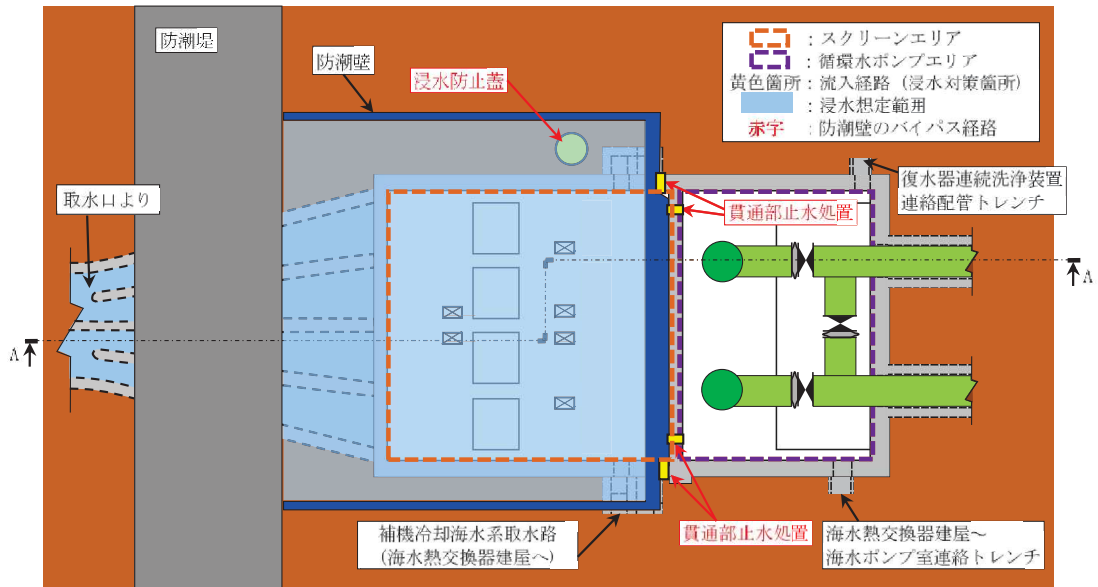 防潮堤
防潮壁
浸水防止蓋
：スクリーンエリア
：循環水ポンプエリア
黄色箇所：流入経路（浸水対策箇所）
：浸水想定範囲
赤字：防潮壁のバイパス経路
取水口より
貫通部止水処置
復水器連続洗浄装置
連絡配管トレンチ
A
A
補機冷却海水系取水路
(海水熱交換器建屋へ)
貫通部止水処置
海水熱交換器建屋～
海水ポンプ室連絡トレンチ